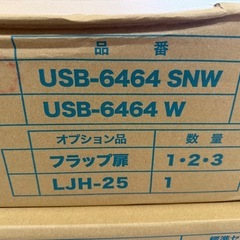 品番
USB-6464 SNW
USB-6464 W
オプション品 数量
フラップ扉 1・2・3
LJH-25 1